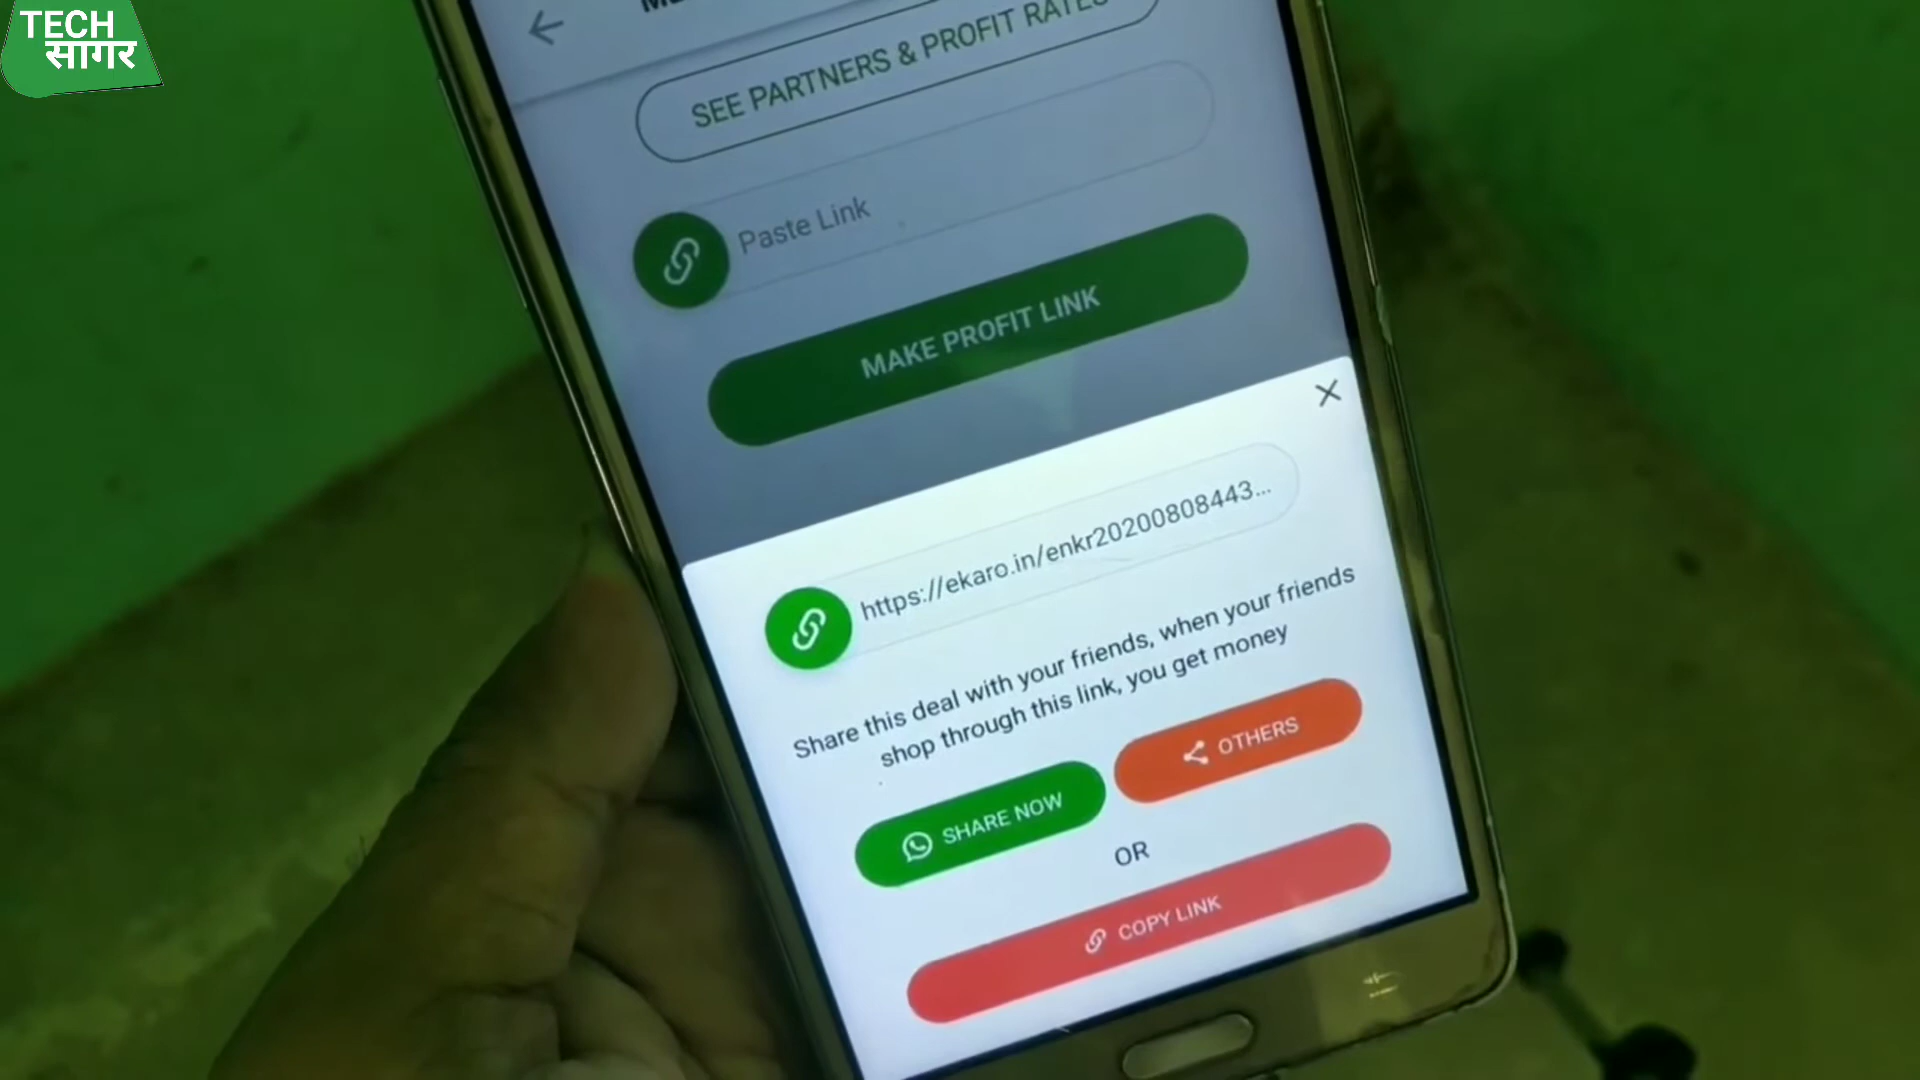 TECH
सागर
SEE PARTNERS & PROFIT RATES
Paste Link
MAKE PROFIT LINK
https://ekaro.in/enkr20200808443...
Share this deal with your friends, when your friends
shop through this link, you get money
SHARE NOW
OTHERS
OR
COPY LINK